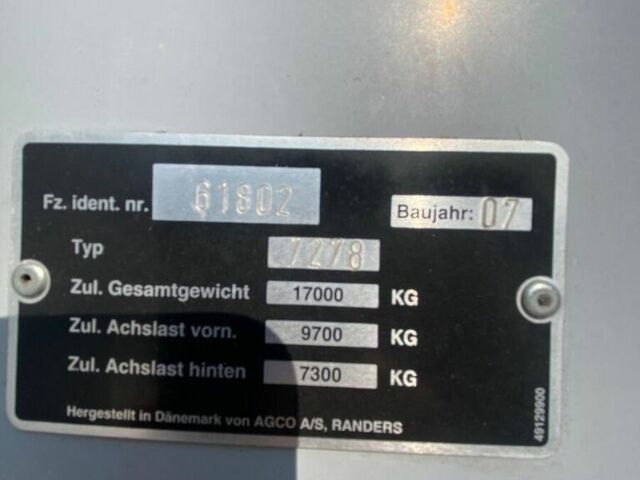 Fz. ident. nr. 61802 Baujahr: 07
Typ 7278
Zul. Gesamtgewicht 17000 KG
Zul. Achslast vorn. 9700 KG
Zul. Achslast hinten 7300 KG
Hergestellt in Dänemark von AGCO A/S, RANDERS
49129900